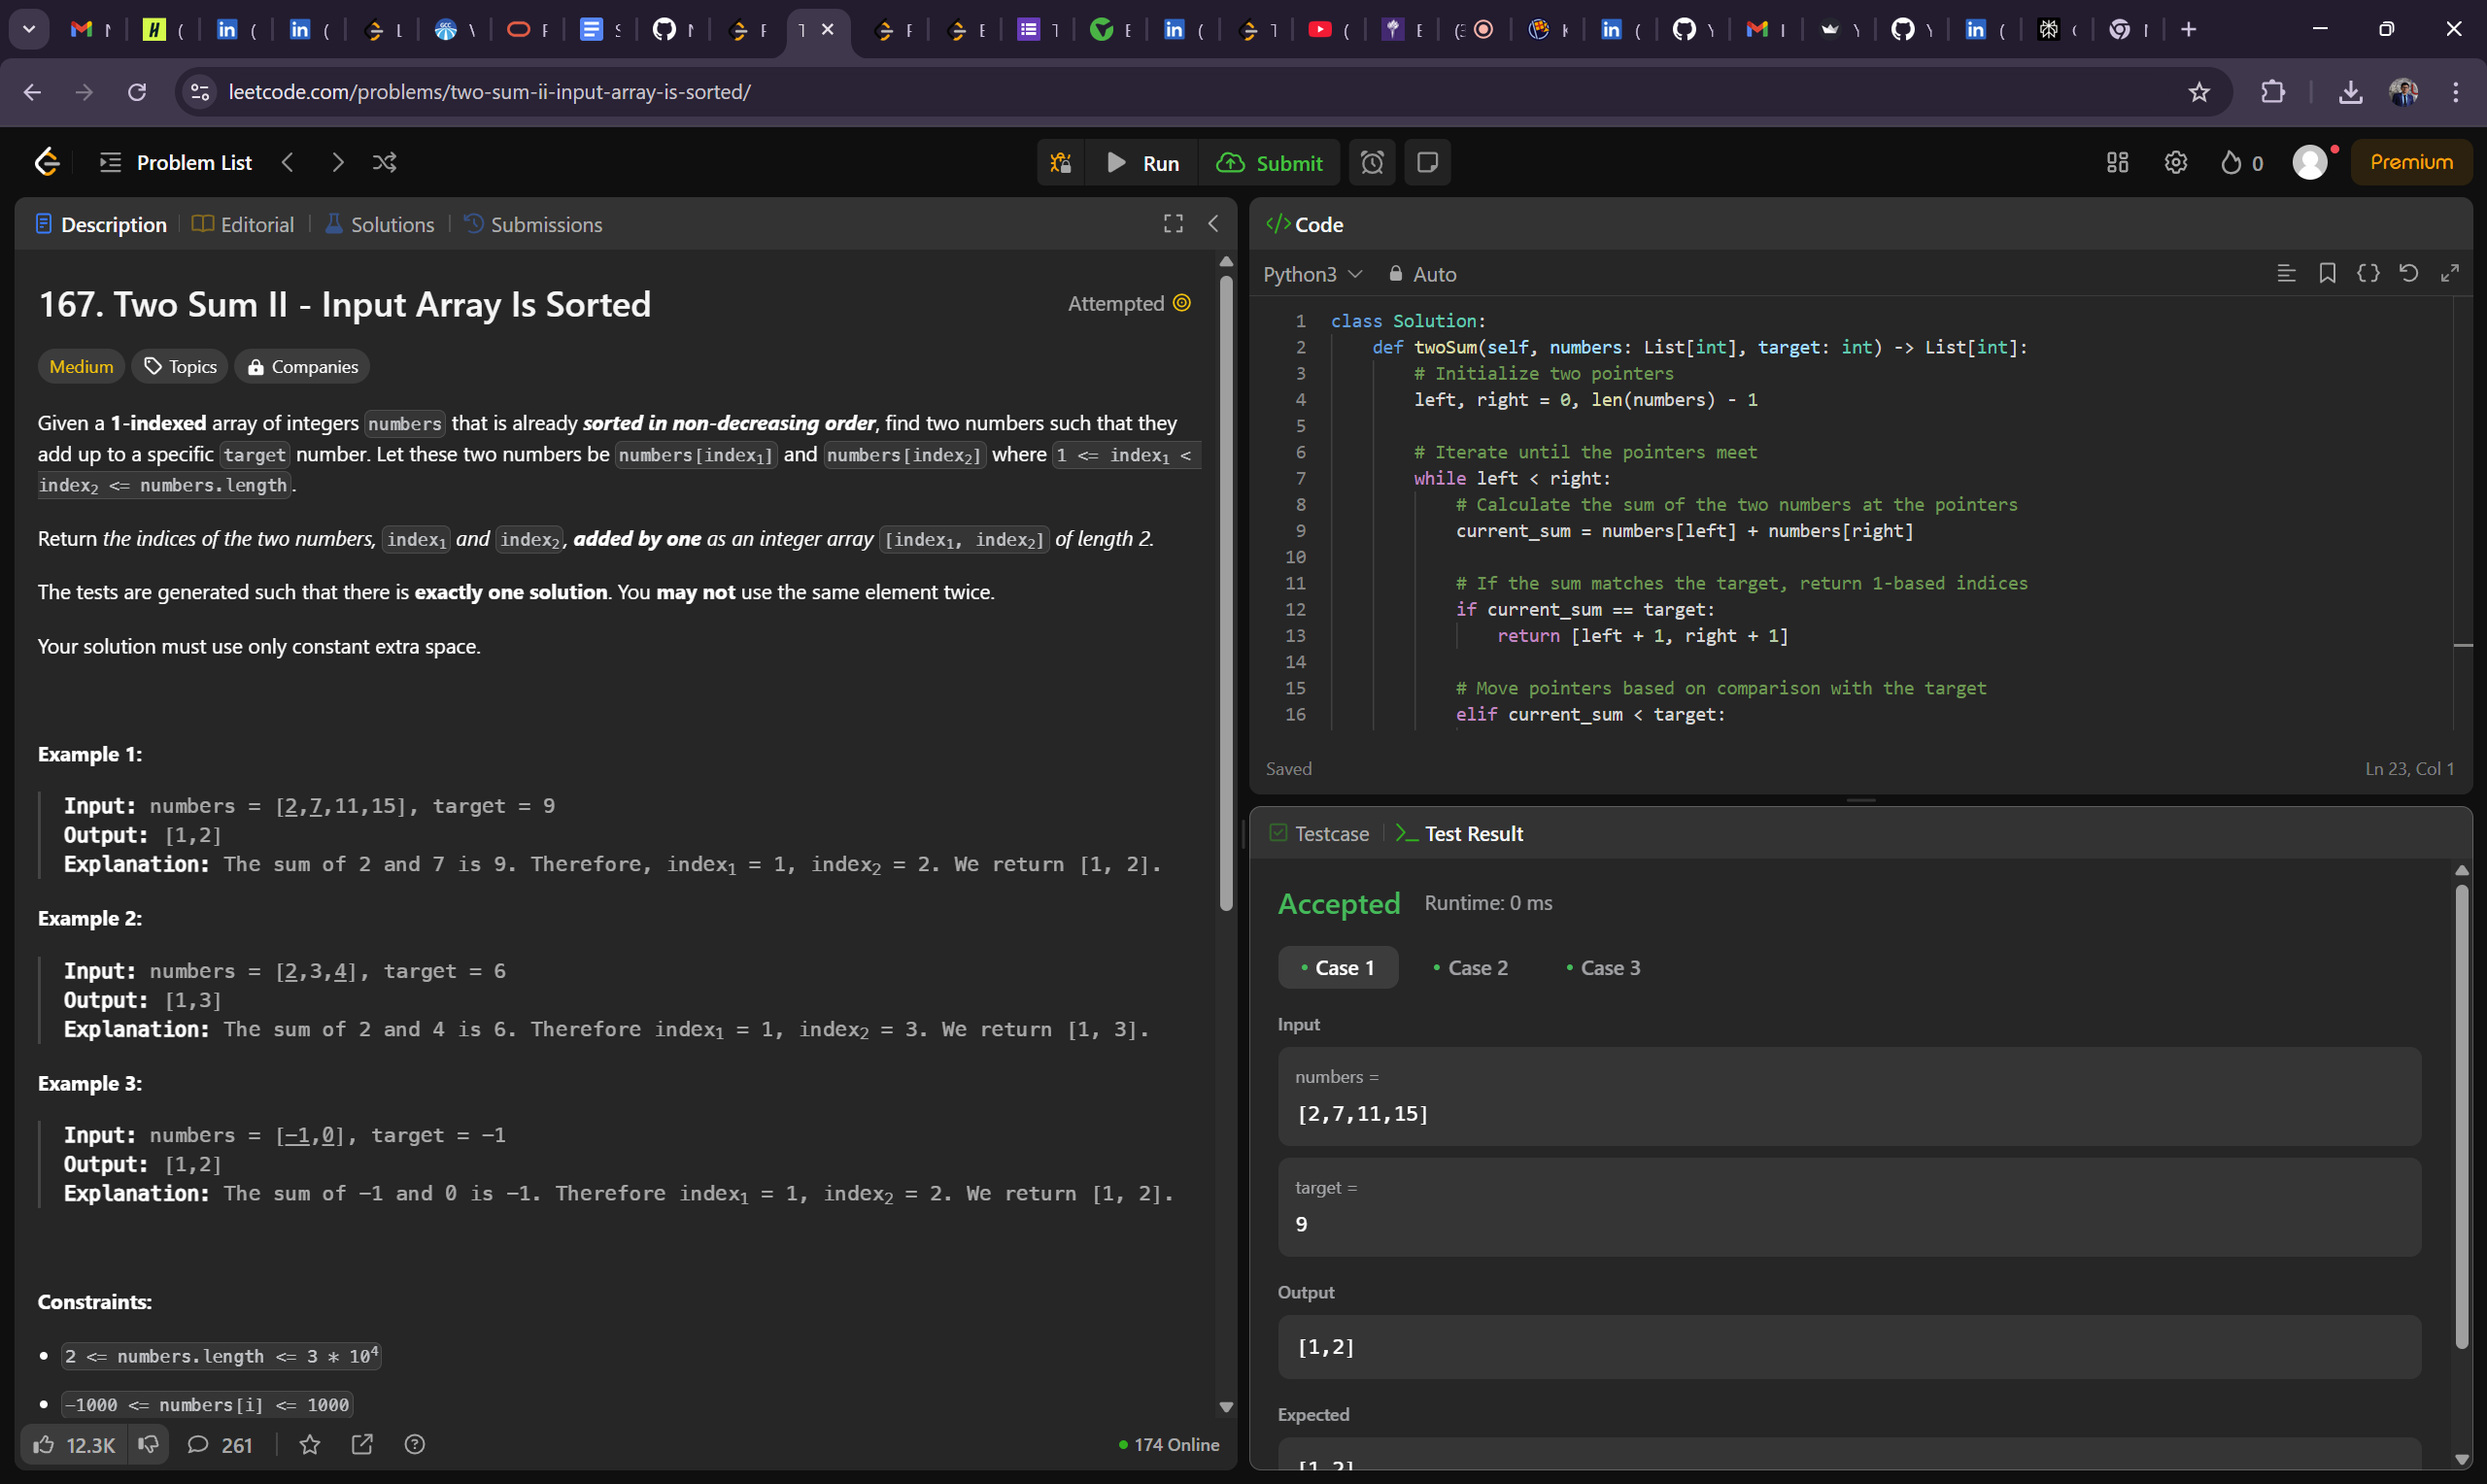 leetcode.com/problems/two-sum-ii-input-array-is-sorted/
Problem List
Run
Submit
0
Premium
Description
Editorial
Solutions
Submissions
167. Two Sum II - Input Array Is Sorted
Attempted
Medium
Topics
Companies
Given a 1-indexed array of integers numbers that is already sorted in non-decreasing order, find two numbers such that they
add up to a specific target number. Let these two numbers be numbers[index₁] and numbers[index₂] where 1 <= index₁ <
index₂ <= numbers.length.
Return the indices of the two numbers, index₁ and index₂, added by one as an integer array [index₁, index₂] of length 2.
The tests are generated such that there is exactly one solution. You may not use the same element twice.
Your solution must use only constant extra space.
Example 1:
Input: numbers = [2,7,11,15], target = 9
Output: [1,2]
Explanation: The sum of 2 and 7 is 9. Therefore, index₁ = 1, index₂ = 2. We return [1, 2].
Example 2:
Input: numbers = [2,3,4], target = 6
Output: [1,3]
Explanation: The sum of 2 and 4 is 6. Therefore index₁ = 1, index₂ = 3. We return [1, 3].
Example 3:
Input: numbers = [-1,0], target = -1
Output: [1,2]
Explanation: The sum of -1 and 0 is -1. Therefore index₁ = 1, index₂ = 2. We return [1, 2].
Constraints:
2 <= numbers.length <= 3 * 10⁴
-1000 <= numbers[i] <= 1000
12.3K
261
174 Online
Code
Python3
Auto
1 class Solution:
2 def twoSum(self, numbers: List[int], target: int) -> List[int]:
3 # Initialize two pointers
4 left, right = 0, len(numbers) - 1
5
6 # Iterate until the pointers meet
7 while left < right:
8 # Calculate the sum of the two numbers at the pointers
9 current_sum = numbers[left] + numbers[right]
10
11 # If the sum matches the target, return 1-based indices
12 if current_sum == target:
13 return [left + 1, right + 1]
14
15 # Move pointers based on comparison with the target
16 elif current_sum < target:
Saved
Ln 23, Col 1
Testcase
Test Result
Accepted
Runtime: 0 ms
Case 1
Case 2
Case 3
Input
numbers =
[2,7,11,15]
target =
9
Output
[1,2]
Expected
[1,2]